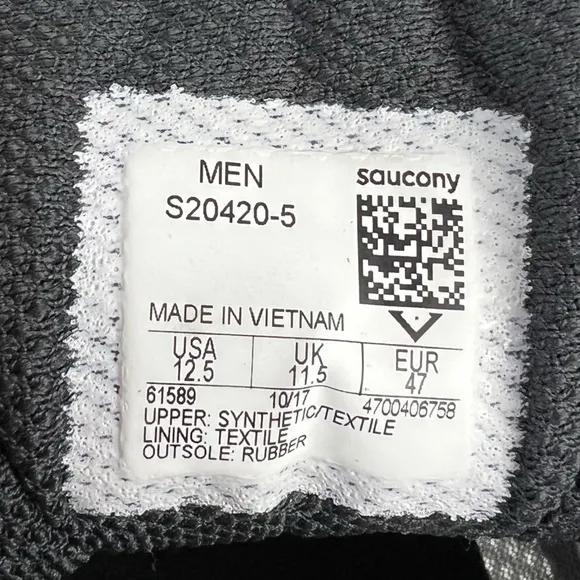 MEN
S20420-5
saucony
MADE IN VIETNAM
USA UK EUR
12.5 11.5 47
61589 10/17 4700406758
UPPER: SYNTHETIC/TEXTILE
LINING: TEXTILE
OUTSOLE: RUBBER